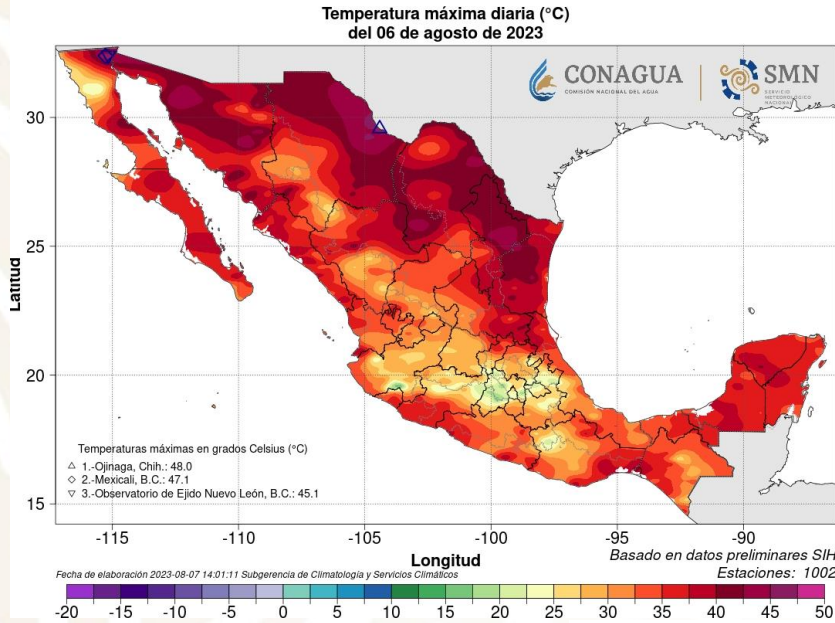 Temperatura máxima diaria (°C)
del 06 de agosto de 2023
CONAGUA
COMISIÓN NACIONAL DEL AGUA
SMN
SERVICIO
METEOROLÓGICO
NACIONAL
Latitud
30
25
20
15
Temperaturas máximas en grados Celsius (°C)
1.-Ojinaga, Chih.: 48.0
2.-Mexicali, B.C.: 47.1
3.-Observatorio de Ejido Nuevo León, B.C.: 45.1
-115 -110 -105 -100 -95 -90
Longitud
Basado en datos preliminares SIH
Fecha de elaboración 2023-08-07 14:01:11 Subgerencia de Climatología y Servicios Climáticos
Estaciones: 1002
-20 -15 -10 -5 0 5 10 15 20 25 30 35 40 45 50